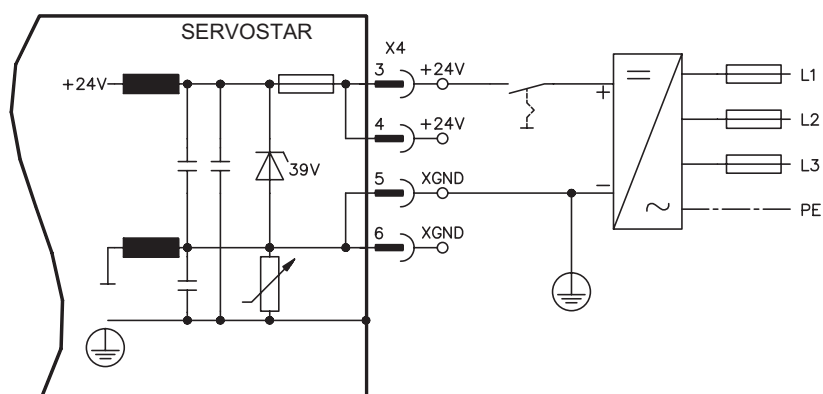 SERVOSTAR
X4
3 +24V
+24V
4 +24V
39V
5 XGND
6 XGND
+
−
=
~
L1
L2
L3
PE